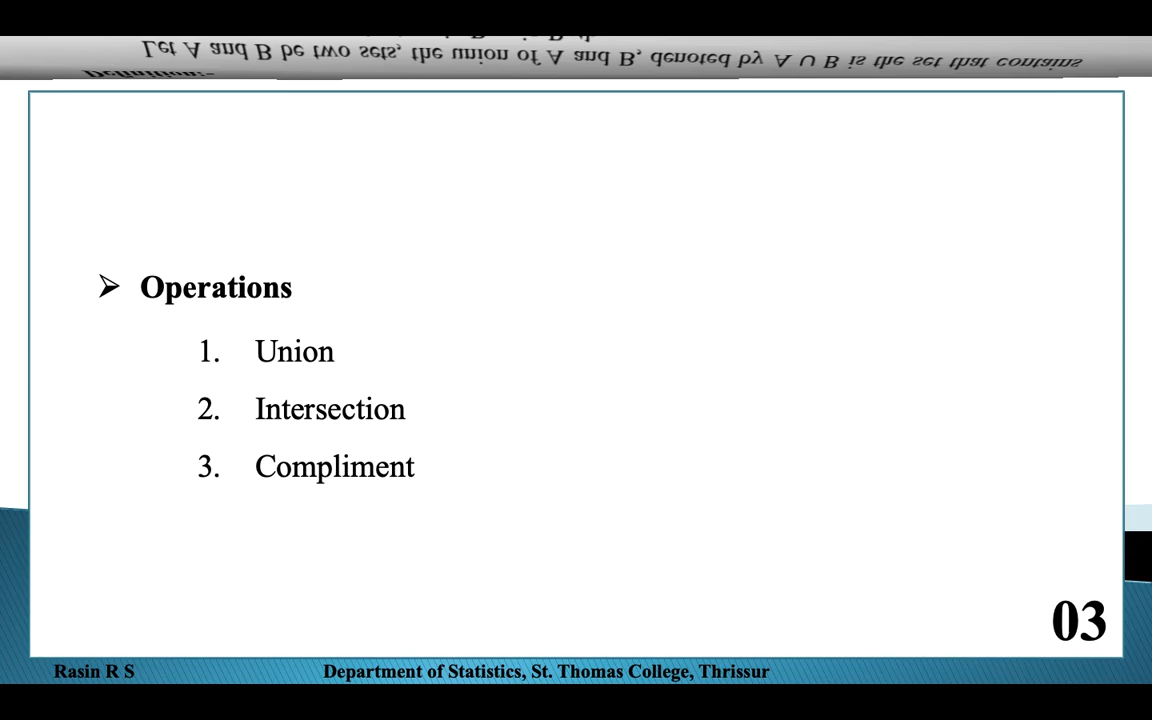 Let A and B be two sets, the union of A and B, denoted by A ∪ B is the set that contains
Definition:-
➢ Operations
1. Union
2. Intersection
3. Compliment
03
Rasin R S
Department of Statistics, St. Thomas College, Thrissur